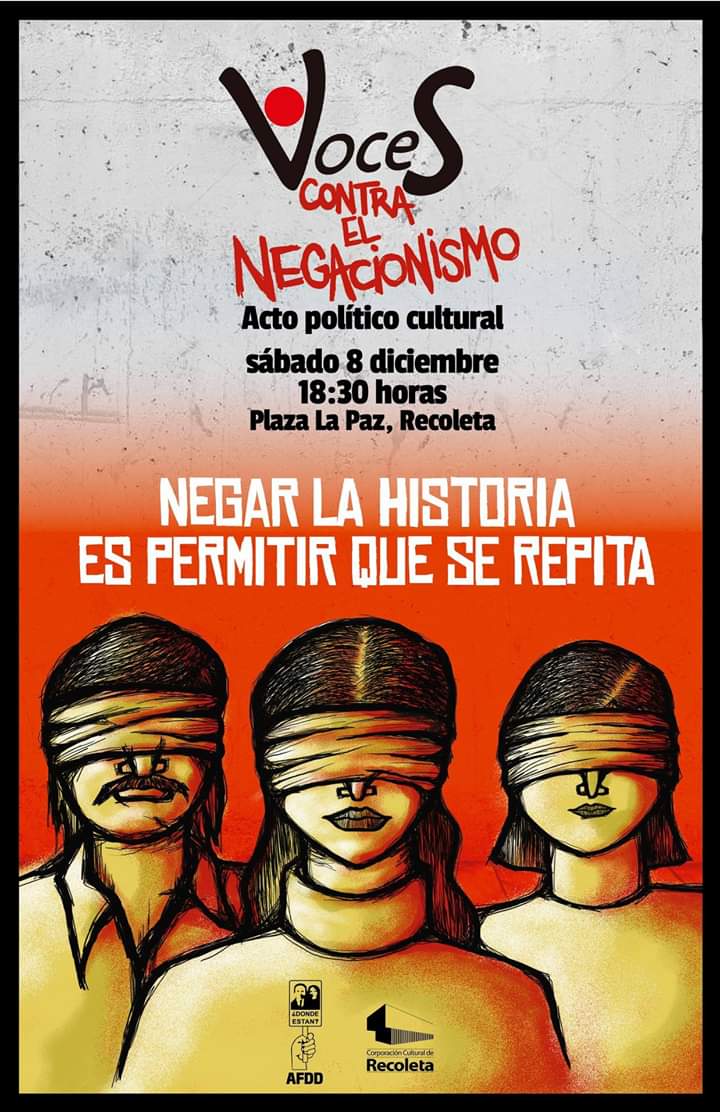 Voces
CONTRA
EL
NEGACIONISMO
Acto político cultural
sábado 8 diciembre
18:30 horas
Plaza La Paz, Recoleta
NEGAR LA HISTORIA
ES PERMITIR QUE SE REPITA
¿DONDE
ESTAN?
AFDD
Corporación Cultural de
Recoleta